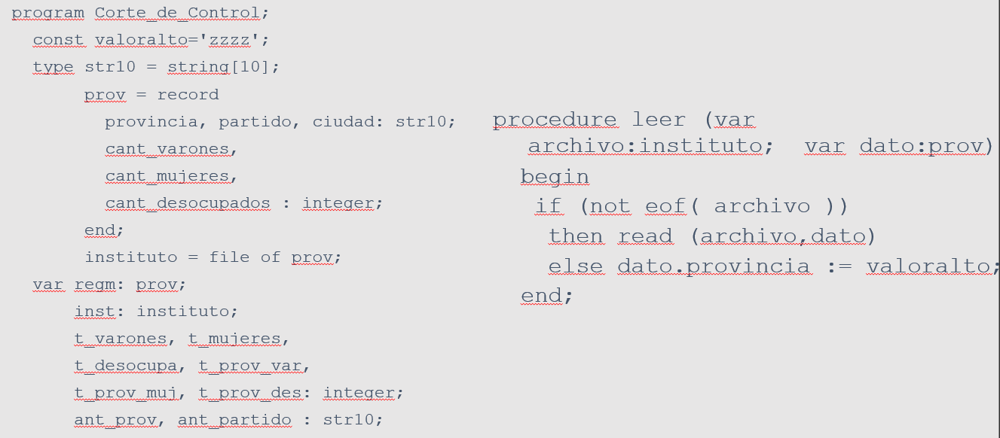 program Corte_de_Control;
const valoralto='zzzz';
type str10 = string[10];
prov = record
provincia, partido, ciudad: str10;
cant_varones,
cant_mujeres,
cant_desocupados : integer;
end;
instituto = file of prov;
var regm: prov;
inst: instituto;
t_varones, t_mujeres,
t_desocupa, t_prov_var,
t_prov_muj, t_prov_des: integer;
ant_prov, ant_partido : str10;
procedure leer (var
archivo:instituto;  var dato:prov)
begin
if (not eof( archivo ))
then read (archivo,dato)
else dato.provincia := valoralto;
end;